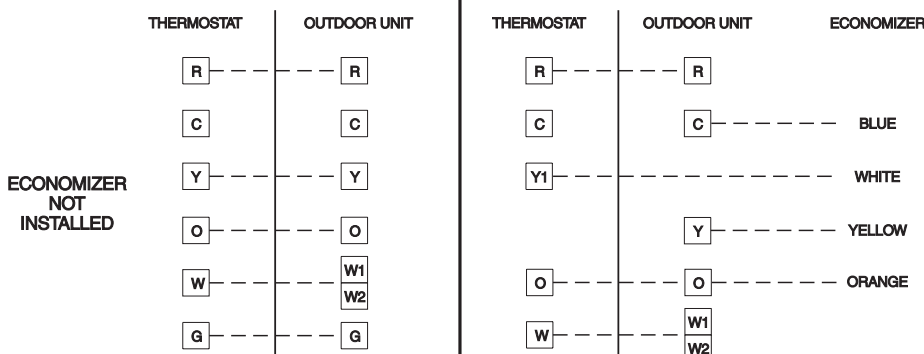 THERMOSTAT OUTDOOR UNIT
R R
C C
Y Y
ECONOMIZER
NOT
INSTALLED
O O
W W1
W2
G G
THERMOSTAT OUTDOOR UNIT ECONOMIZER
R R
C C BLUE
Y1 WHITE
Y YELLOW
O O ORANGE
W W1
W2